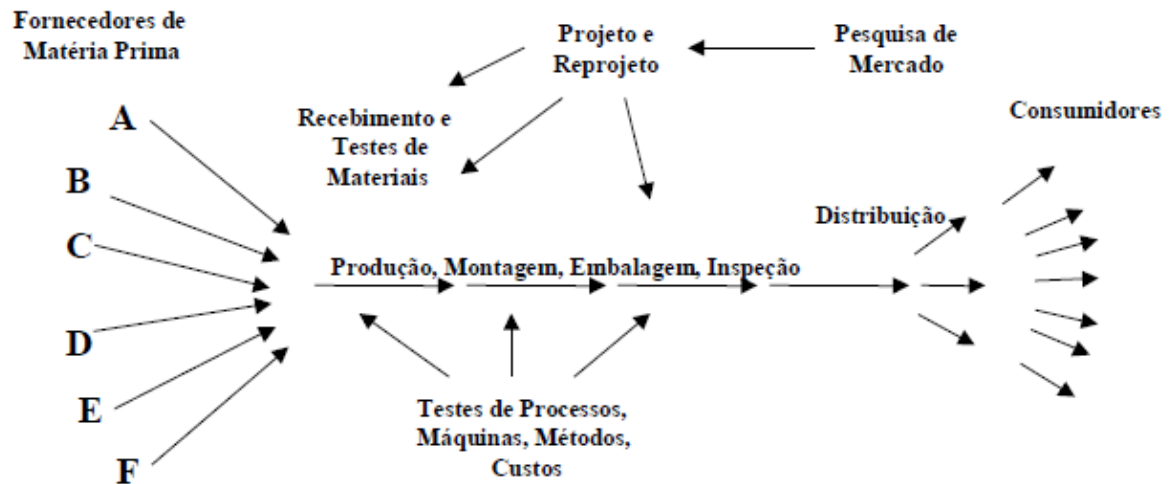 Fornecedores de
Matéria Prima
Projeto e
Reprojeto
Pesquisa de
Mercado
Consumidores
A
Recebimento e
Testes de
Materiais
B
C
Distribuição
Produção, Montagem, Embalagem, Inspeção
D
E
F
Testes de Processos,
Máquinas, Métodos,
Custos